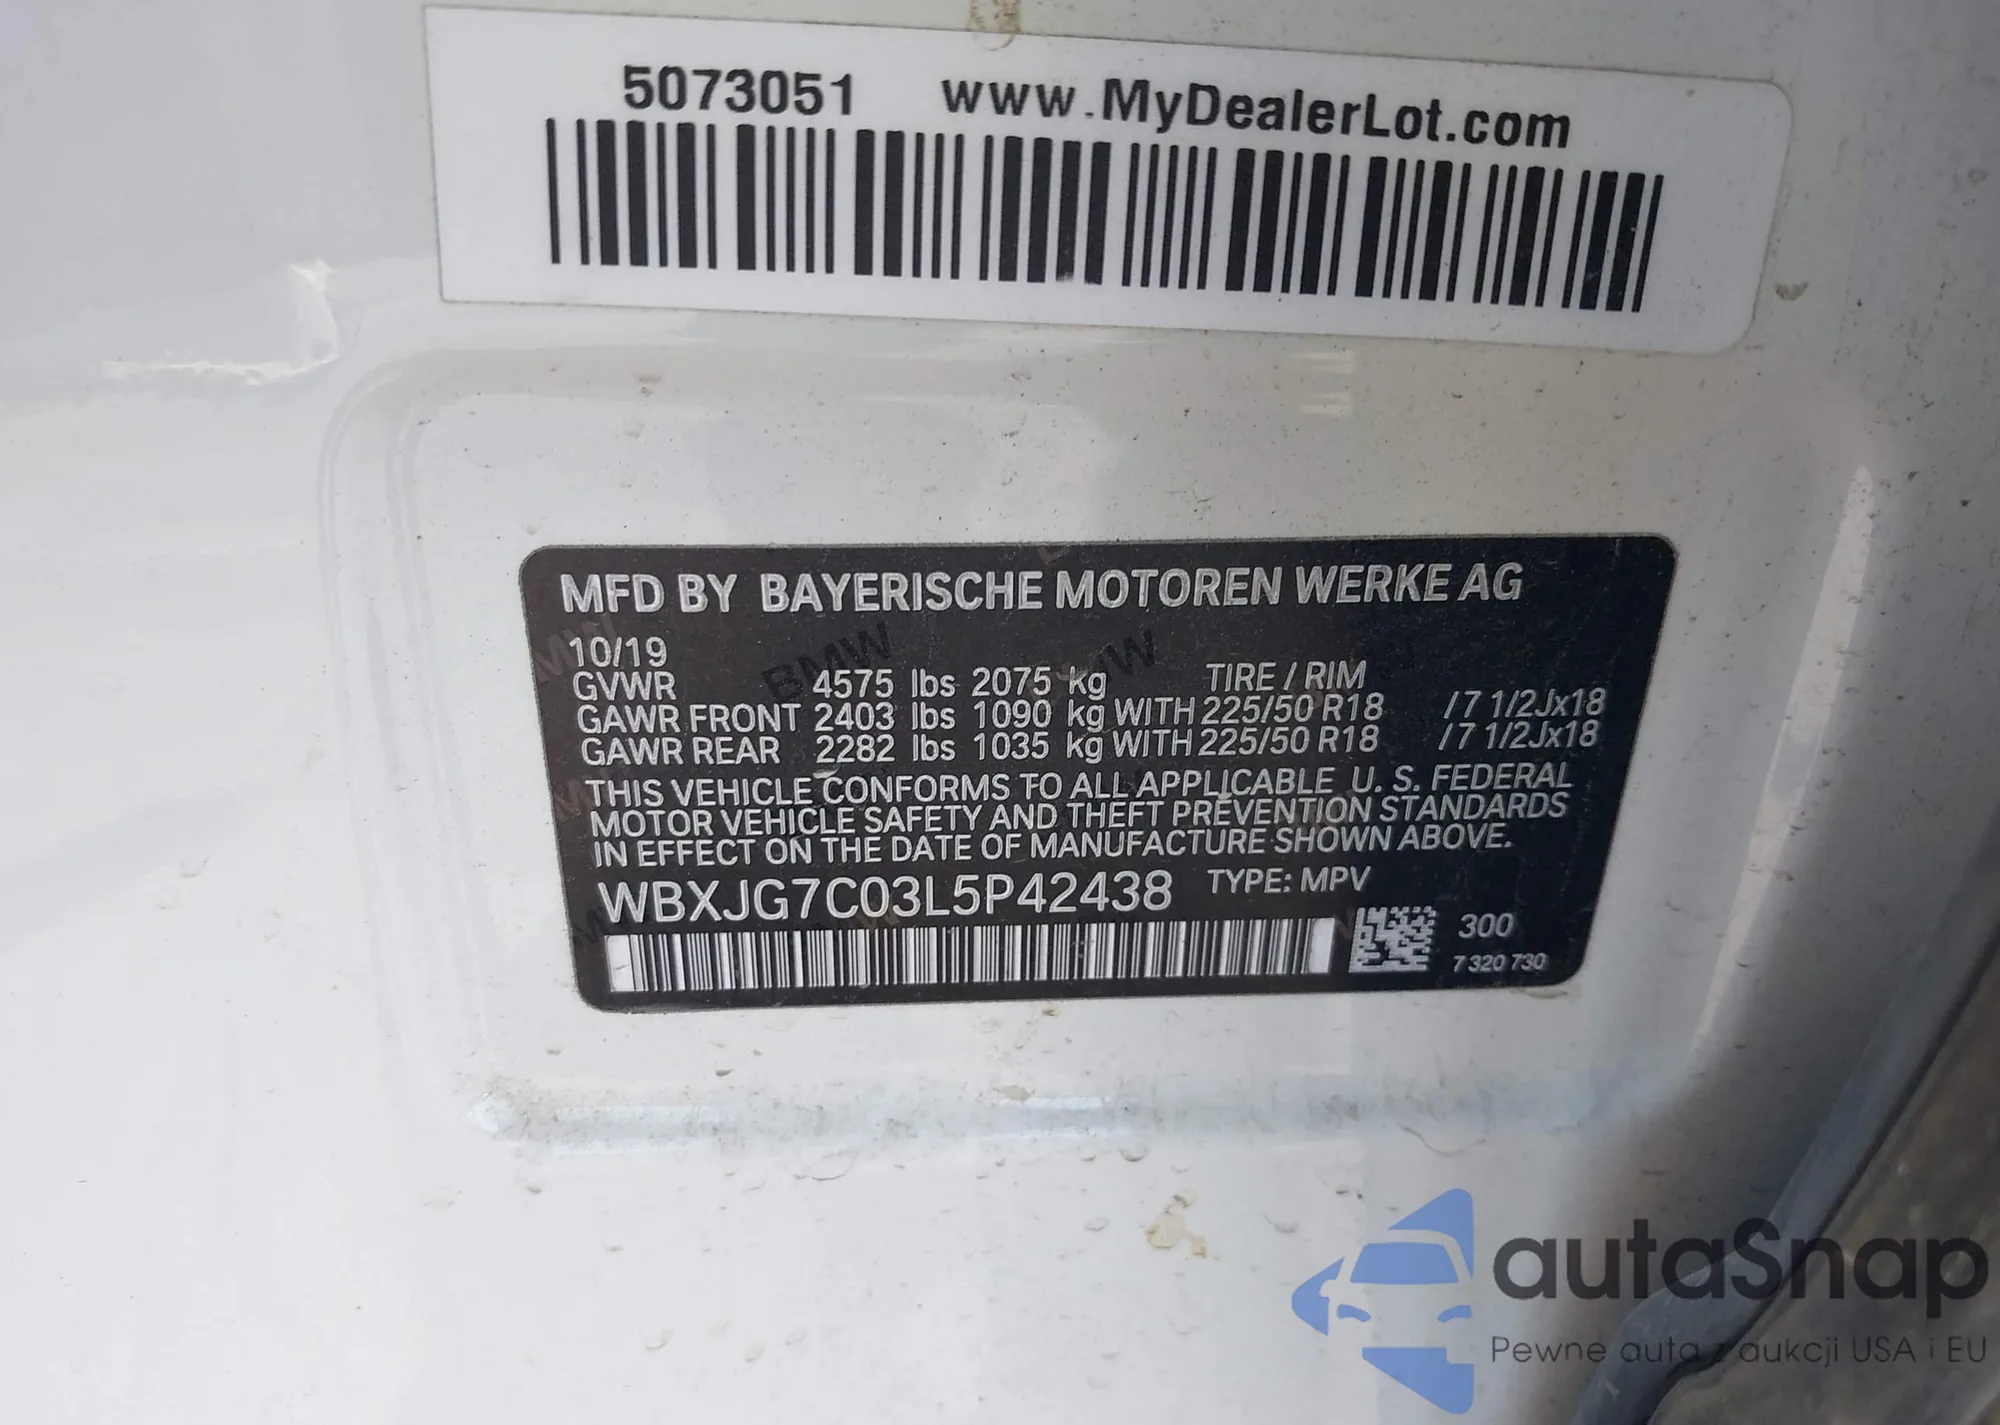 5073051 www.MyDealerLot.com
MFD BY BAYERISCHE MOTOREN WERKE AG
10/19
GVWR 4575 lbs 2075 kg TIRE / RIM
GAWR FRONT 2403 lbs 1090 kg WITH 225/50 R18 /7 1/2Jx18
GAWR REAR 2282 lbs 1035 kg WITH 225/50 R18 /7 1/2Jx18
THIS VEHICLE CONFORMS TO ALL APPLICABLE U. S. FEDERAL
MOTOR VEHICLE SAFETY AND THEFT PREVENTION STANDARDS
IN EFFECT ON THE DATE OF MANUFACTURE SHOWN ABOVE.
WBXJG7C03L5P42438 TYPE: MPV
300
7 320 730
autaSnap
Pewne auta z aukcji USA i EU